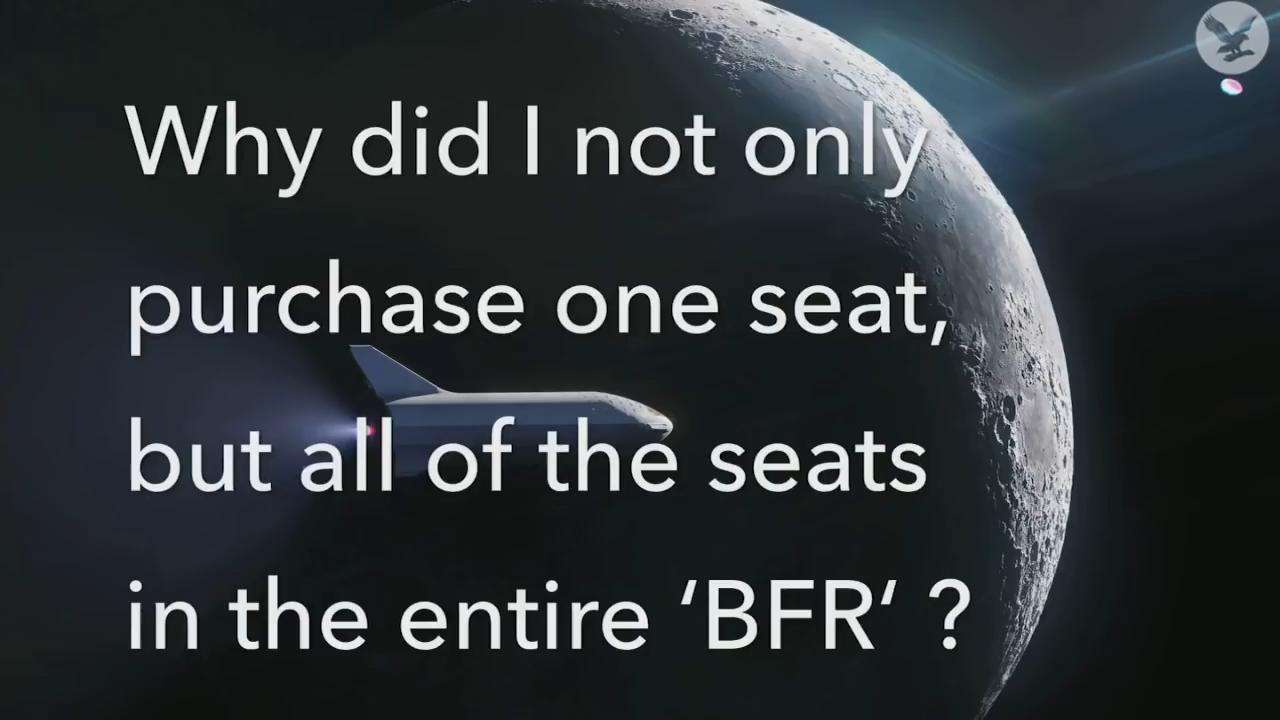 Why did I not only
purchase one seat,
but all of the seats
in the entire ‘BFR‘ ?